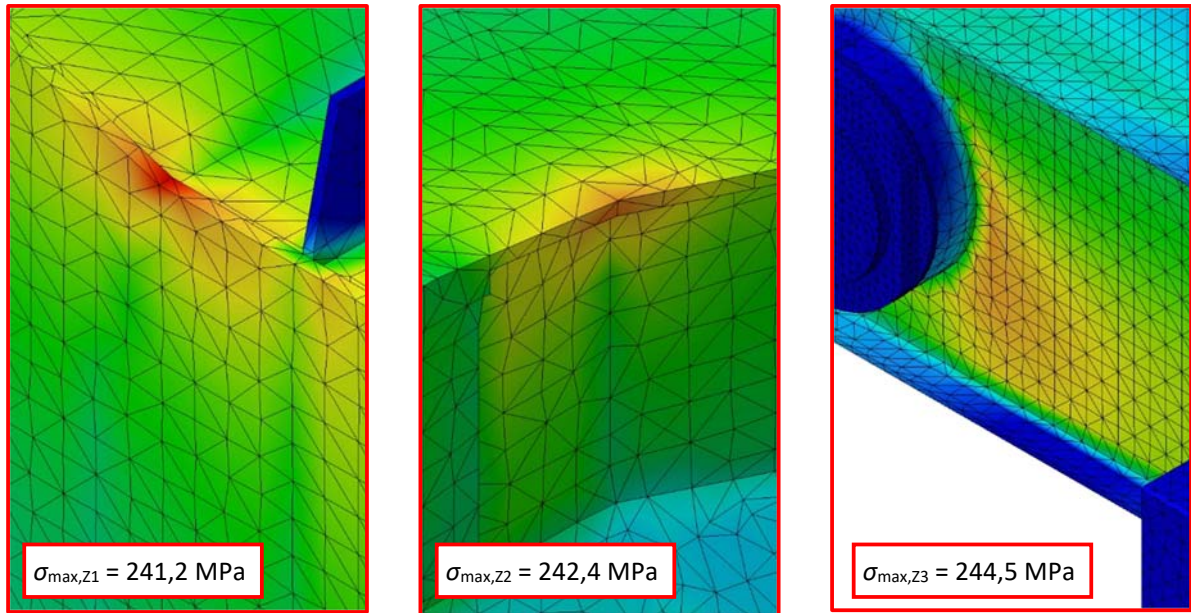 σmax,Z1 = 241,2 MPa
σmax,Z2 = 242,4 MPa
σmax,Z3 = 244,5 MPa